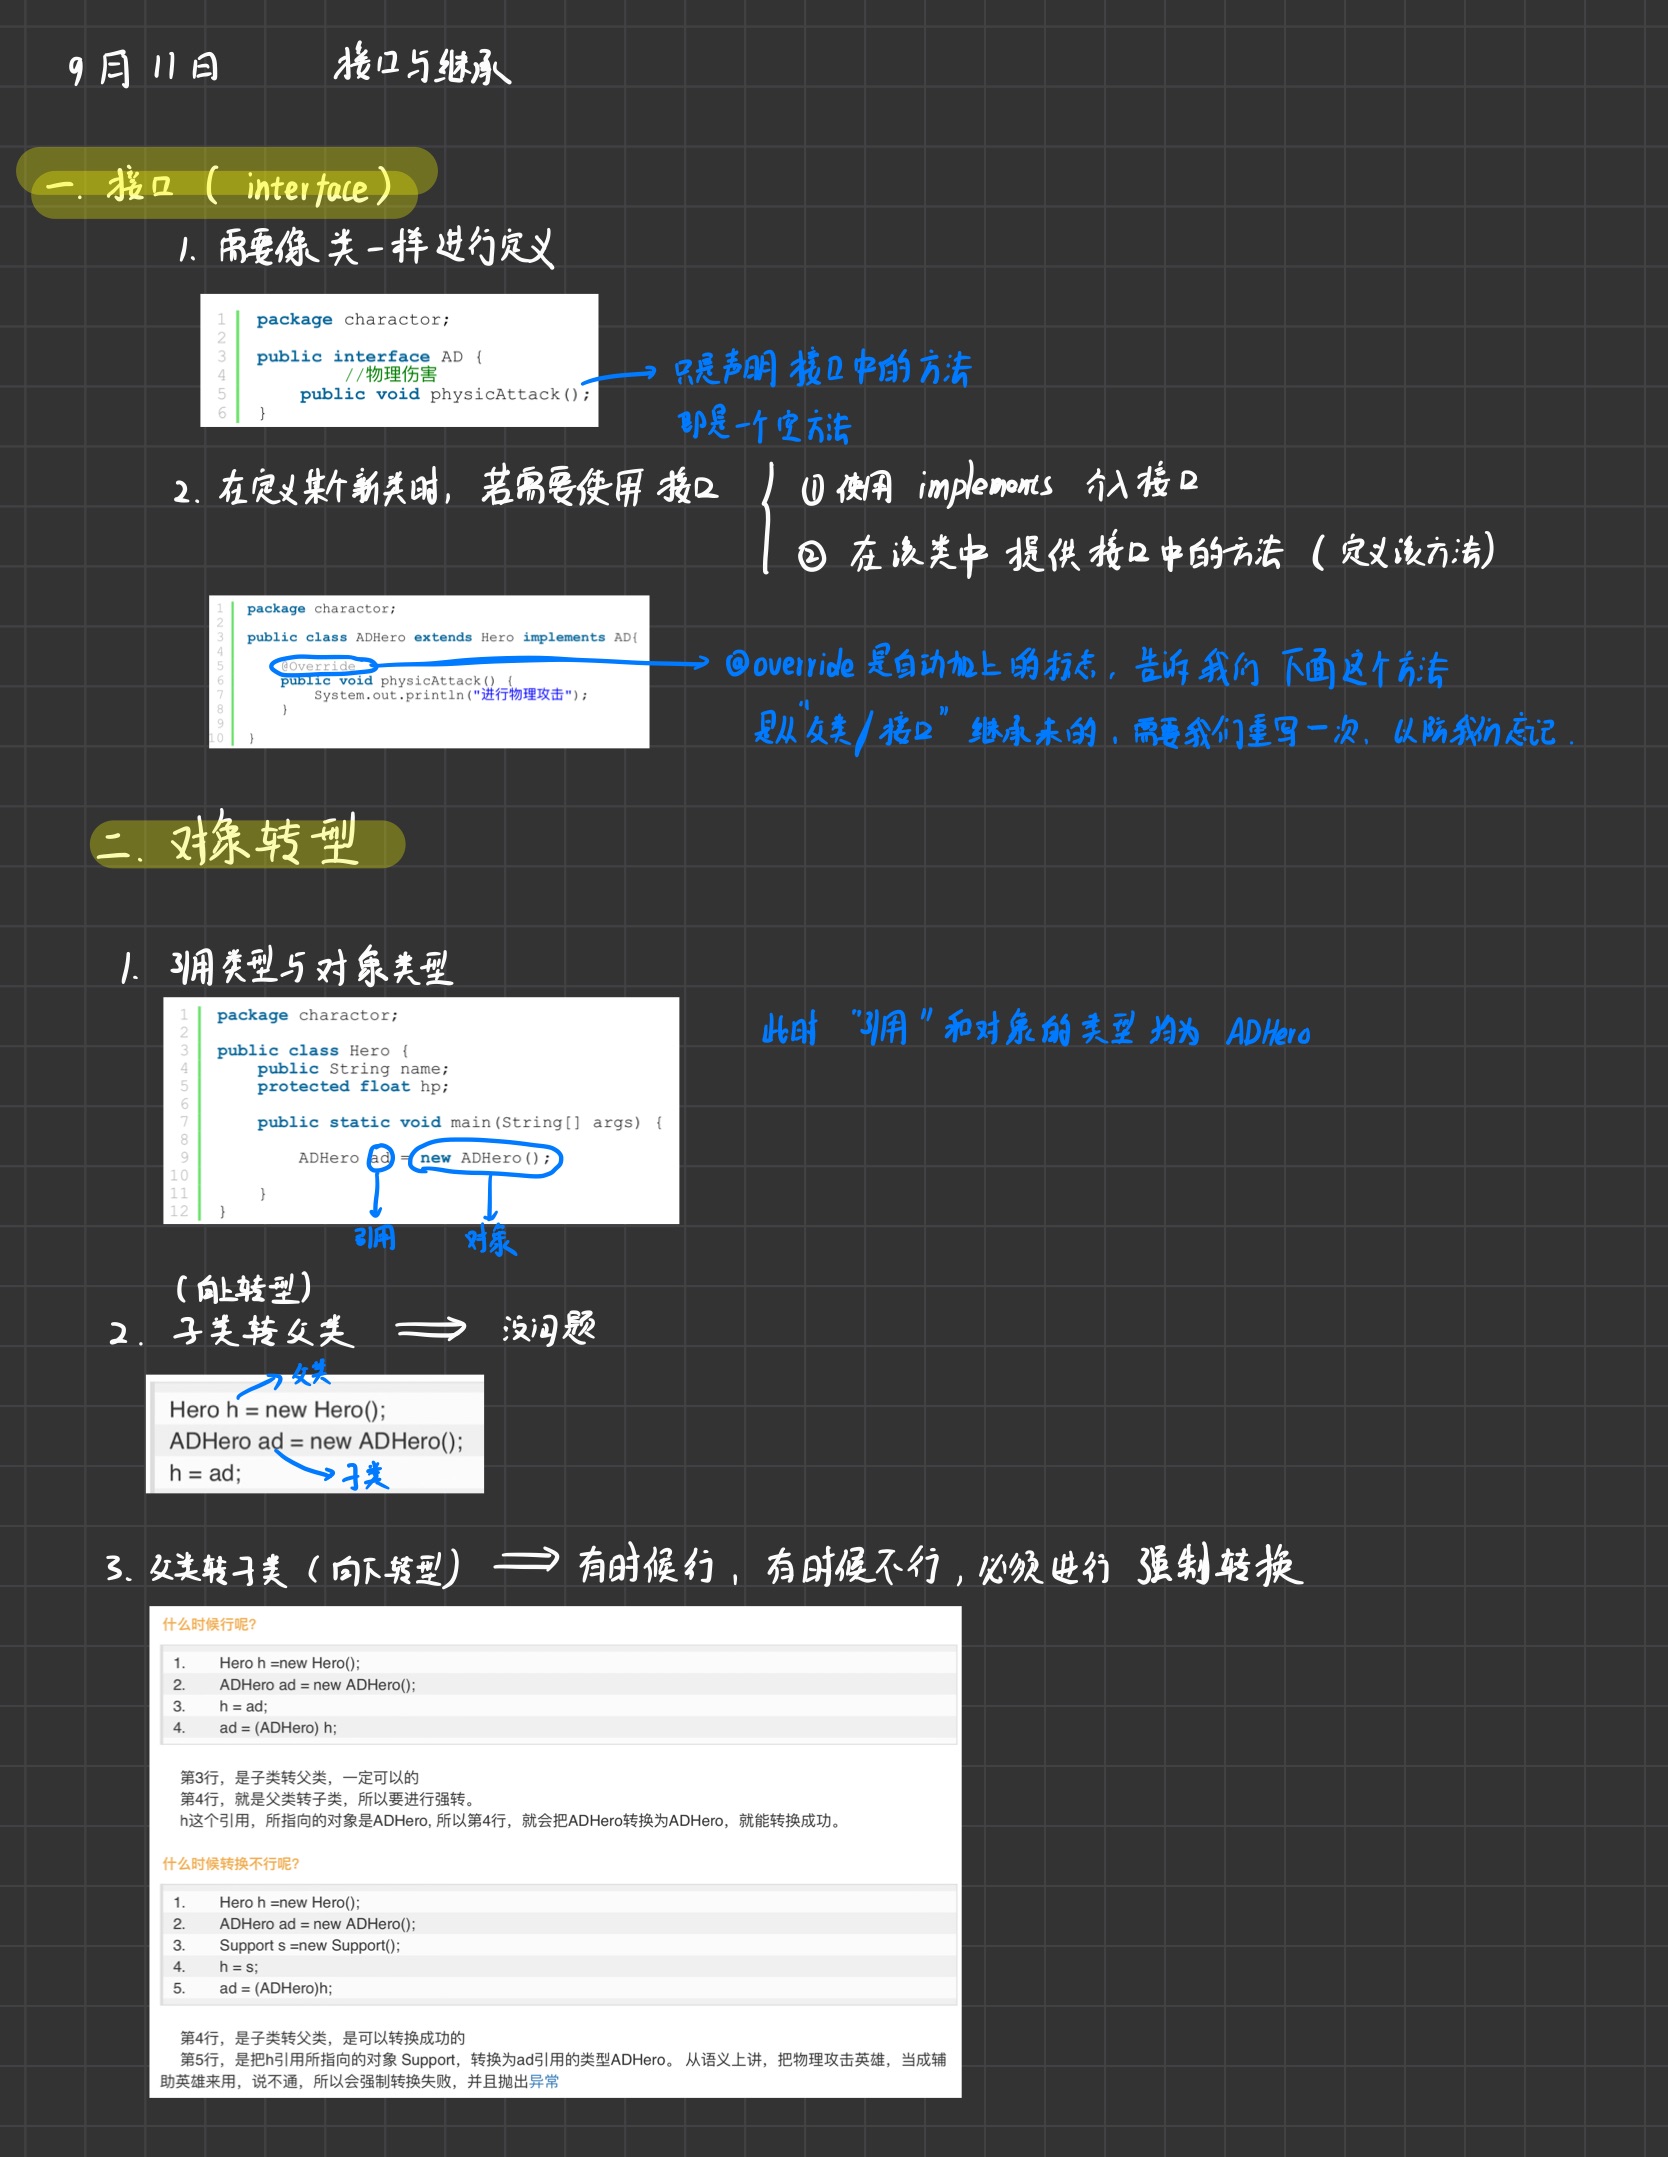 9月11日 接口与继承
一. 接口 ( interface )
1. 需要像类一样进行定义
1 package charactor;
2
3 public interface AD {
4 //物理伤害
5 public void physicAttack();
6 }
只是声明接口中的方法
即是一个空方法
2. 在定义某个新类时, 若需要使用接口
① 使用 implements 介入接口
② 在该类中提供接口中的方法 ( 定义该方法)
1 package charactor;
2
3 public class ADHero extends Hero implements AD{
4
5 @Override
6 public void physicAttack() {
7 System.out.println("进行物理攻击");
8 }
9
10 }
@override是自动加上的标志, 告诉我们 下面这个方法
是从"父类/接口" 继承来的, 需要我们重写一次, 以防我们忘记.
二. 对象转型
1. 引用类型与对象类型
1 package charactor;
2
3 public class Hero {
4 public String name;
5 protected float hp;
6
7 public static void main(String[] args) {
8
9 ADHero ad = new ADHero();
10
11 }
12 }
引用 对象
此时 "引用"和对象的类型均为 ADHero
(向上转型)
2. 子类转父类 ⟹ 没问题
父类
Hero h = new Hero();
ADHero ad = new ADHero();
h = ad;
子类
3. 父类转子类 (向下转型) ⟹ 有时候行, 有时候不行, 必须进行 强制转换
什么时候行呢?
1. Hero h =new Hero();
2. ADHero ad = new ADHero();
3. h = ad;
4. ad = (ADHero) h;
第3行，是子类转父类，一定可以的
第4行，就是父类转子类，所以要进行强转。
h这个引用，所指向的对象是ADHero, 所以第4行，就会把ADHero转换为ADHero，就能转换成功。
什么时候转换不行呢?
1. Hero h =new Hero();
2. ADHero ad = new ADHero();
3. Support s =new Support();
4. h = s;
5. ad = (ADHero)h;
第4行，是子类转父类，是可以转换成功的
第5行，是把h引用所指向的对象 Support，转换为ad引用的类型ADHero。 从语义上讲，把物理攻击英雄，当成辅
助英雄来用，说不通，所以会强制转换失败，并且抛出异常